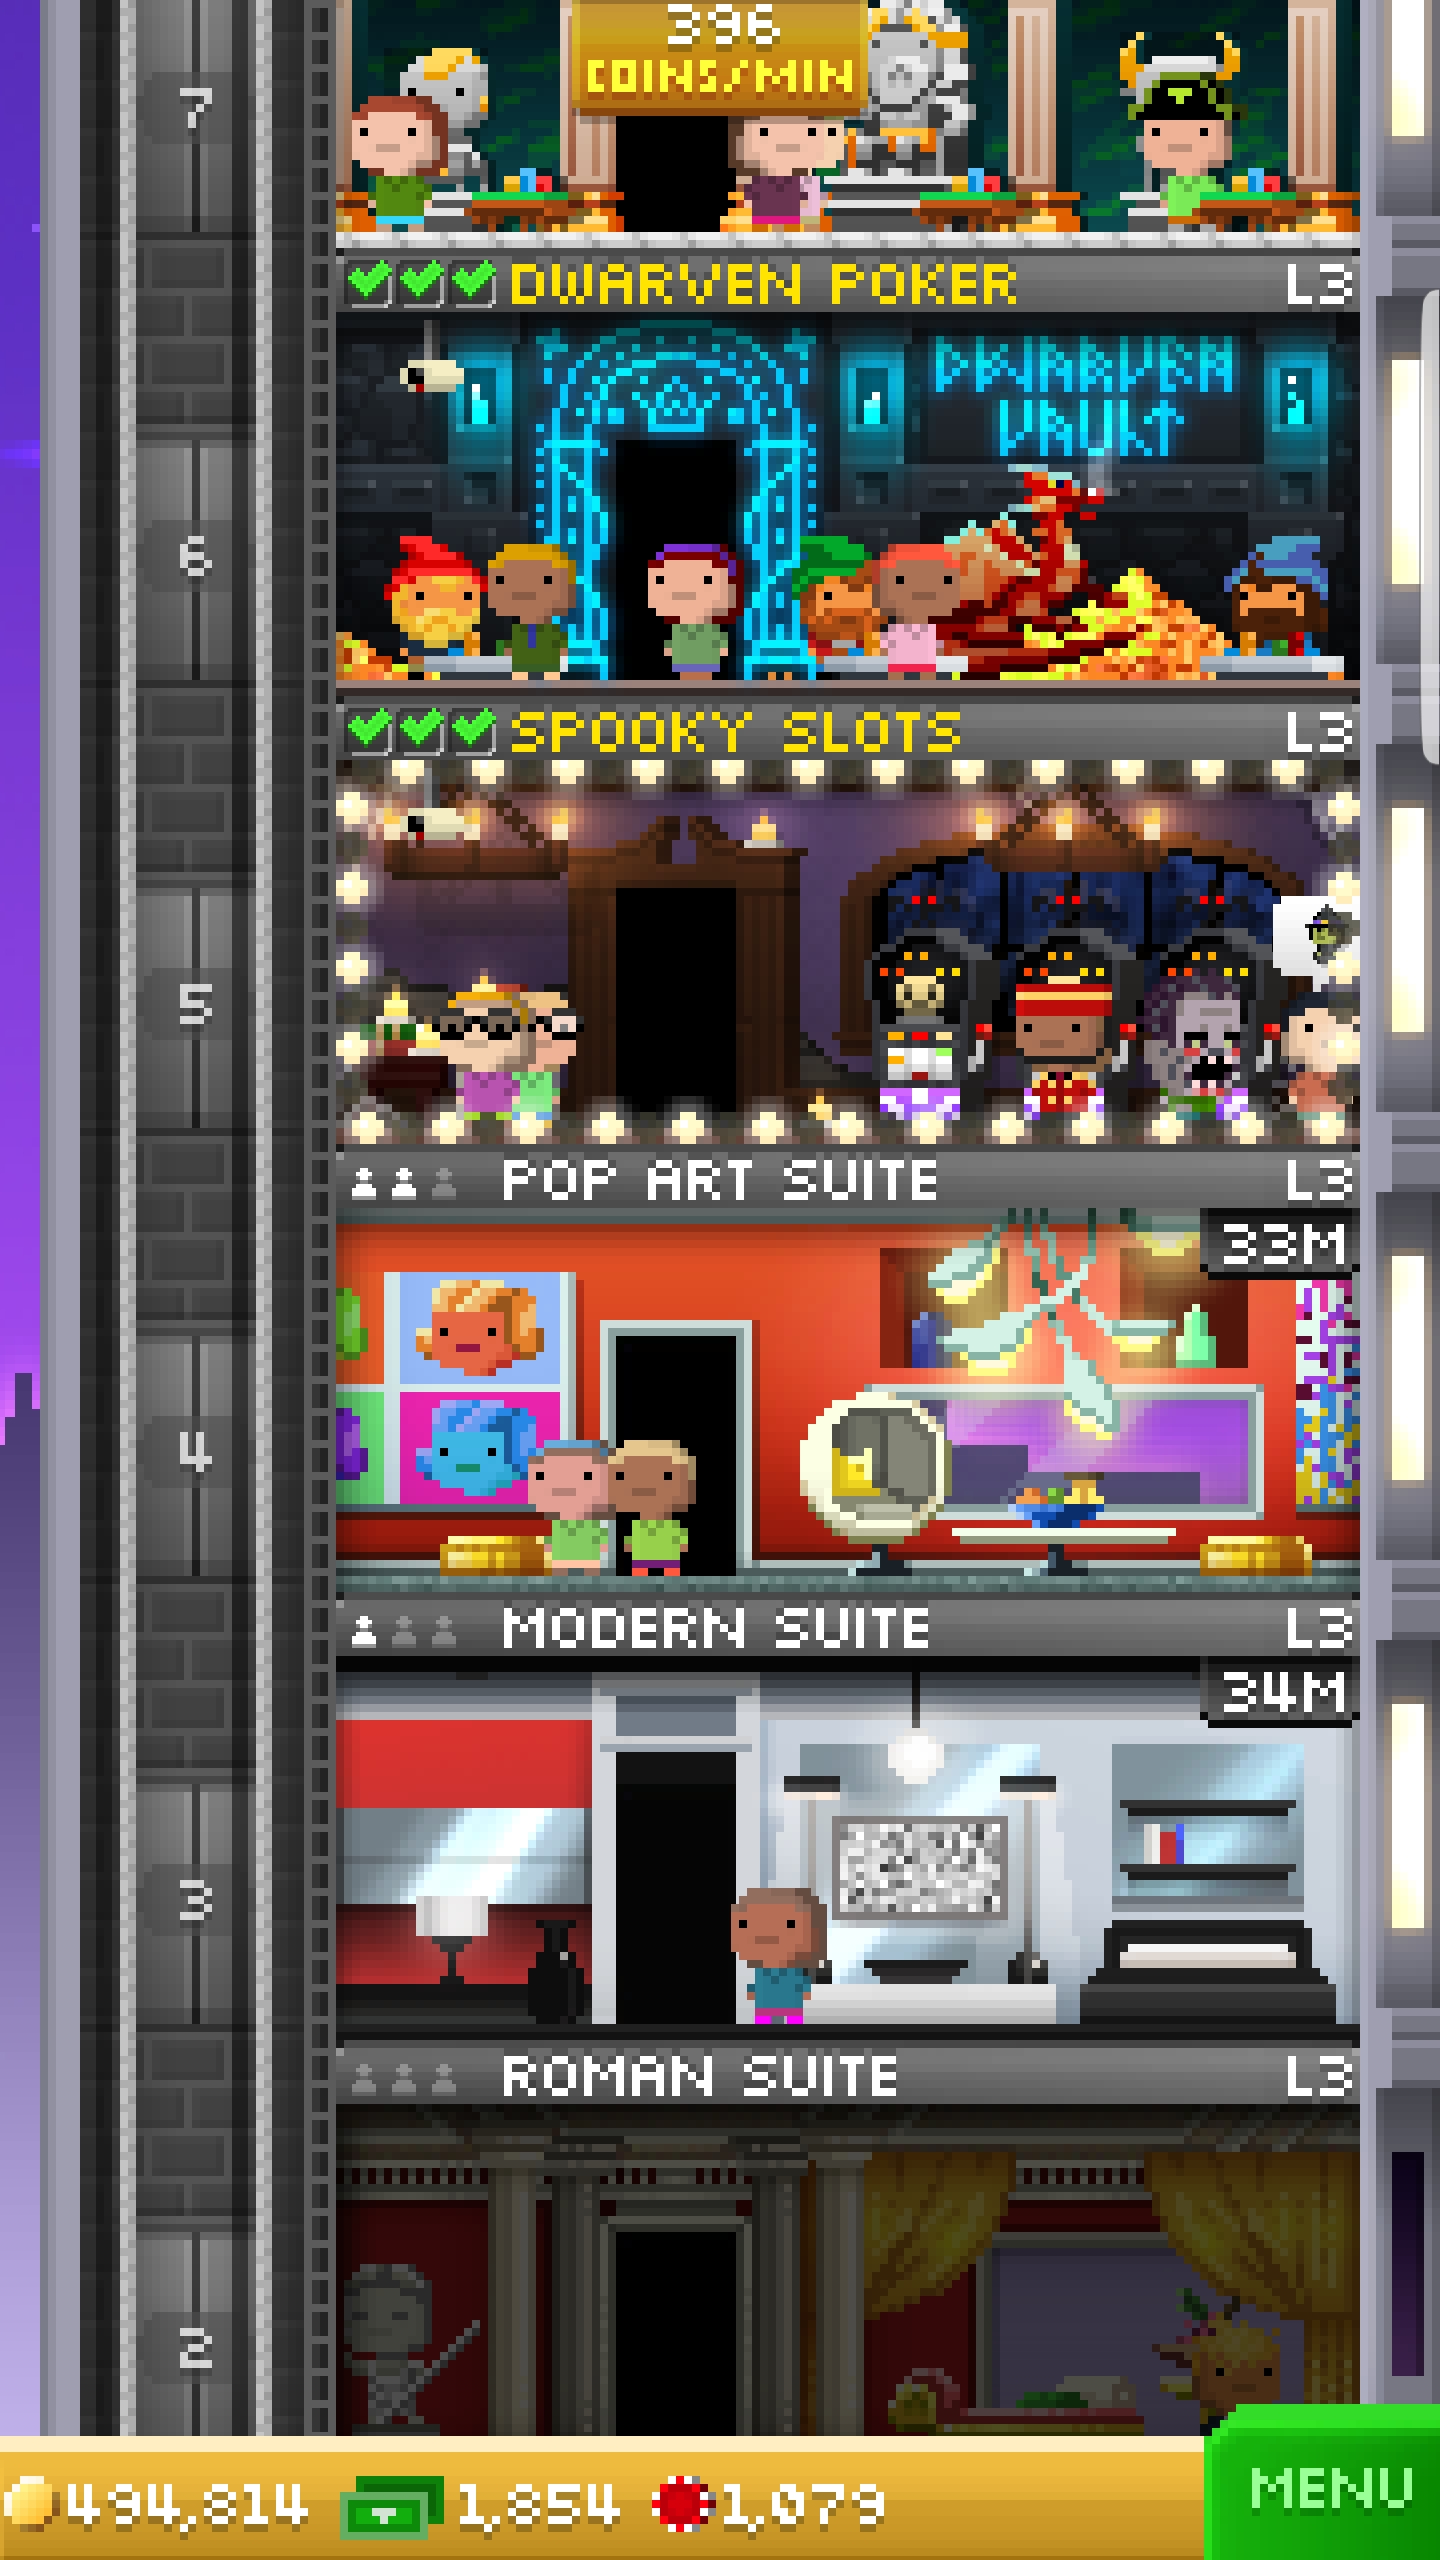 396
COINS/MIN
7
DWARVEN POKER
L3
DWARVEN
VAULT
6
SPOOKY SLOTS
L3
5
POP ART SUITE
L3
33M
4
MODERN SUITE
L3
34M
3
ROMAN SUITE
L3
2
494,814
1,854
1,079
MENU